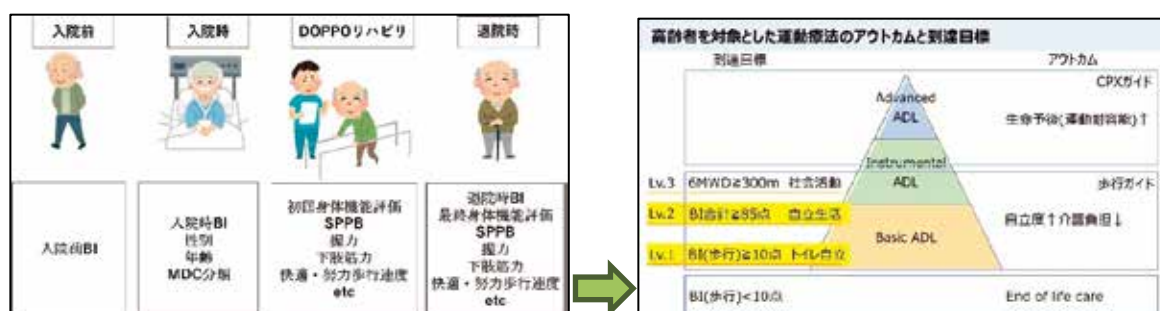 入院前
入院時
DOPPOリハビリ
退院時
入院前BI
入院時BI
性別
年齢
MDC分類
初回身体機能評価
SPPB
握力
下肢筋力
快適・努力歩行速度
etc
退院時BI
最終身体機能評価
SPPB
握力
下肢筋力
快適・努力歩行速度
etc
高齢者を対象とした運動療法のアウトカムと到達目標
到達目標
アウトカム
CPXガイド
Advanced
ADL
生命予後(運動耐容能)↑
Instrumental
ADL
Lv.3 6MWD≧300m 社会活動
歩行ガイド
Lv.2 BI合計≧85点 自立生活
自立度↑介護負担↓
Basic ADL
Lv.1 BI(歩行)≧10点 トイレ自立
BI(歩行)<10点
End of life care